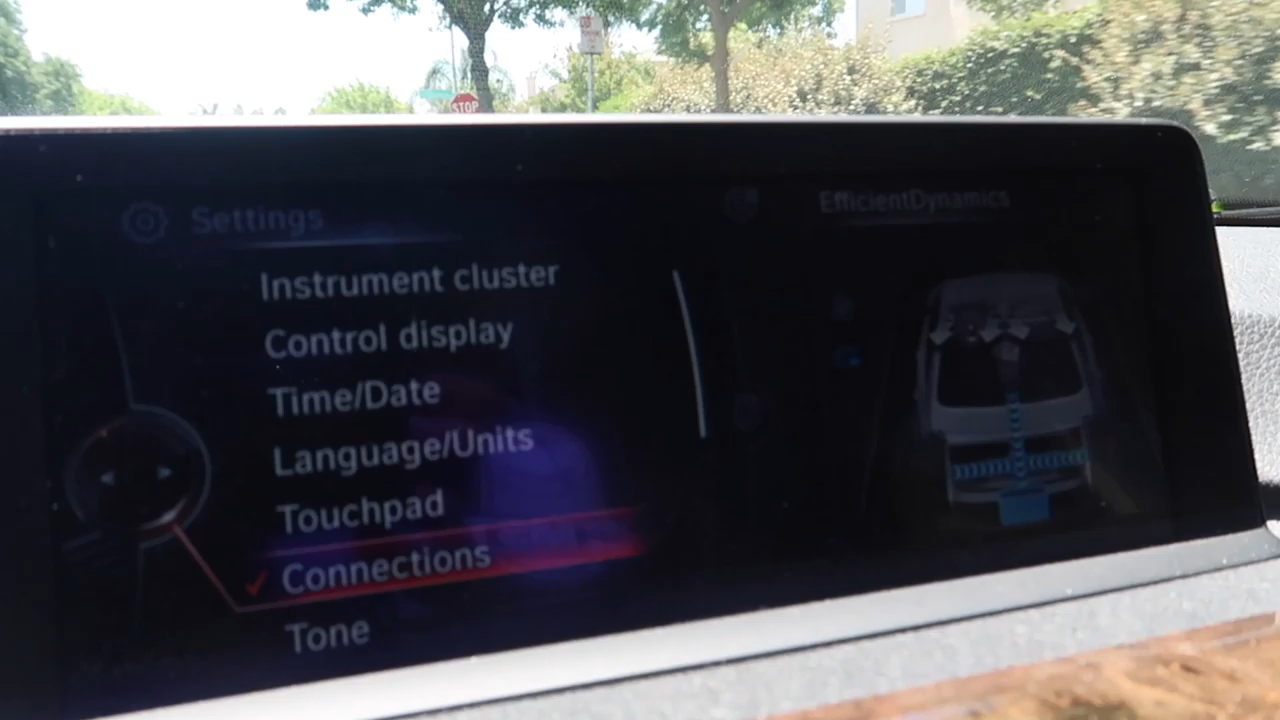 STOP
Settings
EfficientDynamics
Instrument cluster
Control display
Time/Date
Language/Units
Touchpad
Connections
Tone